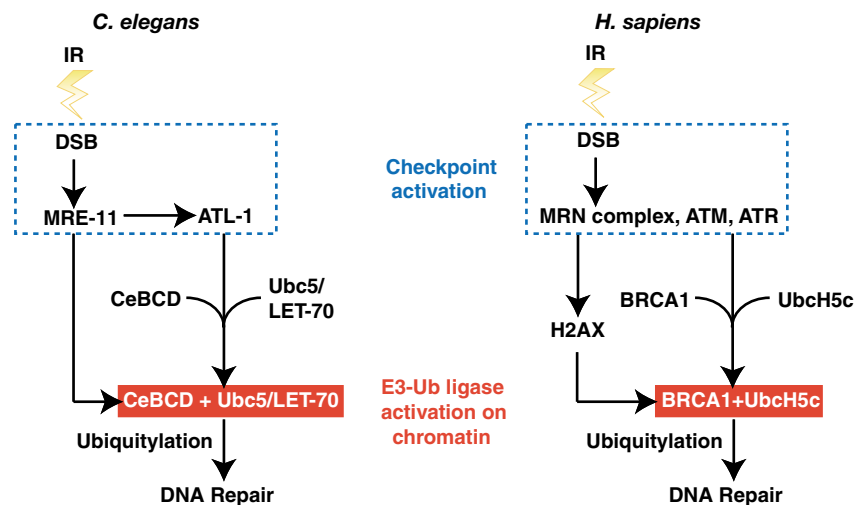 C. elegans
IR
DSB
MRE-11
ATL-1
CeBCD
Ubc5/
LET-70
CeBCD + Ubc5/LET-70
Ubiquitylation
DNA Repair
Checkpoint
activation
E3-Ub ligase
activation on
chromatin
H. sapiens
IR
DSB
MRN complex, ATM, ATR
BRCA1
UbcH5c
H2AX
BRCA1+UbcH5c
Ubiquitylation
DNA Repair